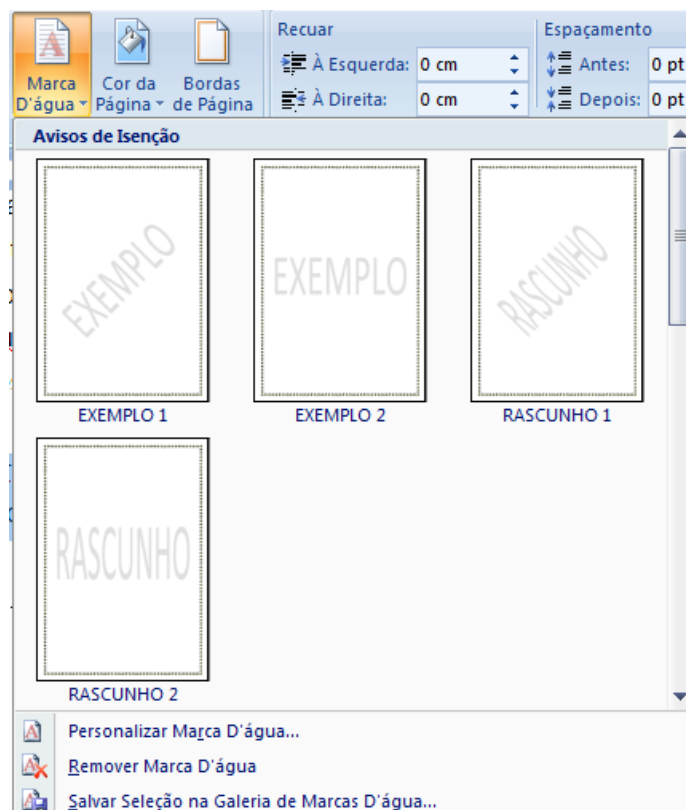 Recuar
Espaçamento
À Esquerda: 0 cm
Antes: 0 pt
Marca D'água
Cor da Página
Bordas de Página
À Direita: 0 cm
Depois: 0 pt
Avisos de Isenção
EXEMPLO
EXEMPLO
RASCUNHO
EXEMPLO 1
EXEMPLO 2
RASCUNHO 1
RASCUNHO
RASCUNHO 2
Personalizar Marca D'água...
Remover Marca D'água
Salvar Seleção na Galeria de Marcas D'água...